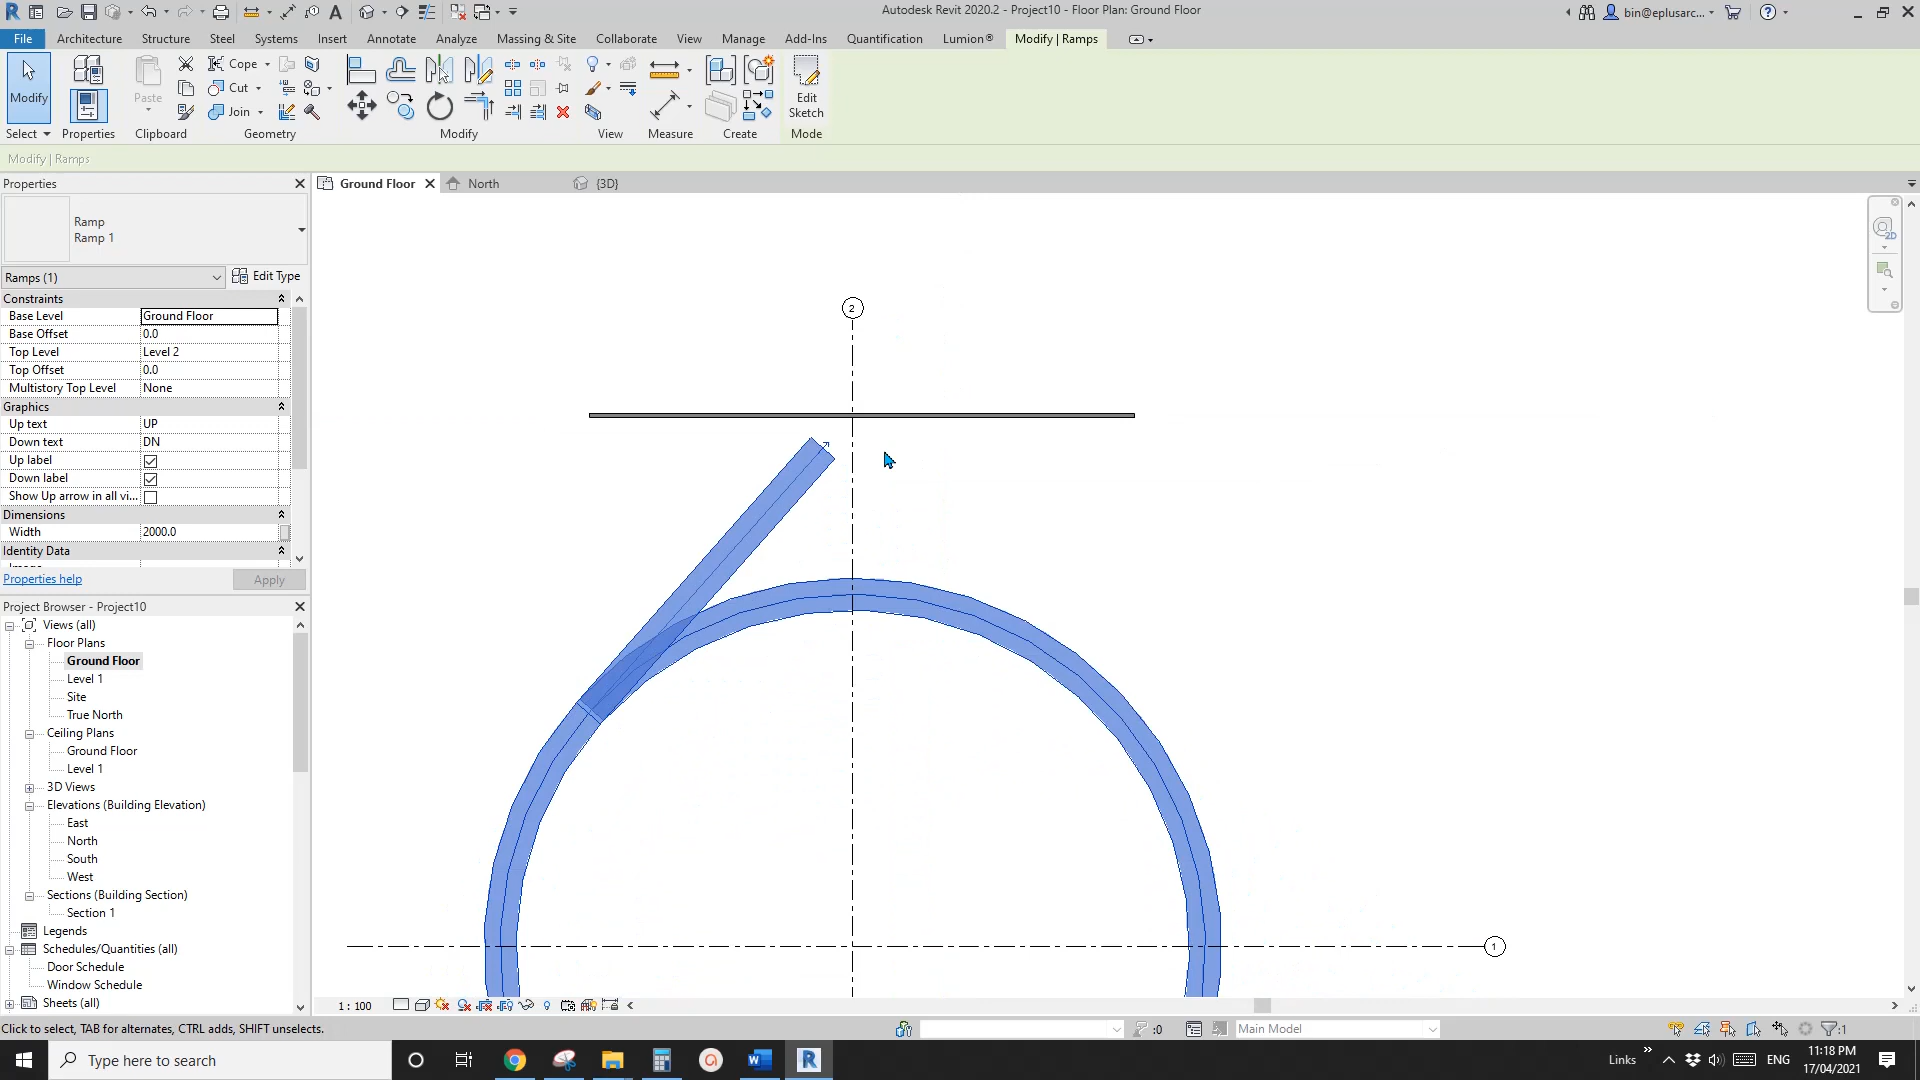 Autodesk Revit 2020.2 - Project10 - Floor Plan: Ground Floor
bin@eplusarc...
File Architecture Structure Steel Systems Insert Annotate Analyze Massing & Site Collaborate View Manage Add-Ins Quantification Lumion® Modify | Ramps
Modify
Paste
Cope
Cut
Join
Edit
Sketch
Select Properties Clipboard Geometry Modify View Measure Create Mode
Modify | Ramps
Properties
Ground Floor North {3D}
Ramp
Ramp 1
Ramps (1) Edit Type
Constraints
Base Level Ground Floor
Base Offset 0.0
Top Level Level 2
Top Offset 0.0
Multistory Top Level None
Graphics
Up text UP
Down text DN
Up label
Down label
Show Up arrow in all vi...
Dimensions
Width 2000.0
Identity Data
Properties help Apply
Project Browser - Project10
Views (all)
Floor Plans
Ground Floor
Level 1
Site
True North
Ceiling Plans
Ground Floor
Level 1
3D Views
Elevations (Building Elevation)
East
North
South
West
Sections (Building Section)
Section 1
Legends
Schedules/Quantities (all)
Door Schedule
Window Schedule
Sheets (all)
2
1
1 : 100
Click to select, TAB for alternates, CTRL adds, SHIFT unselects.
:0
Main Model
:1
Type here to search
Links
ENG
11:18 PM
17/04/2021